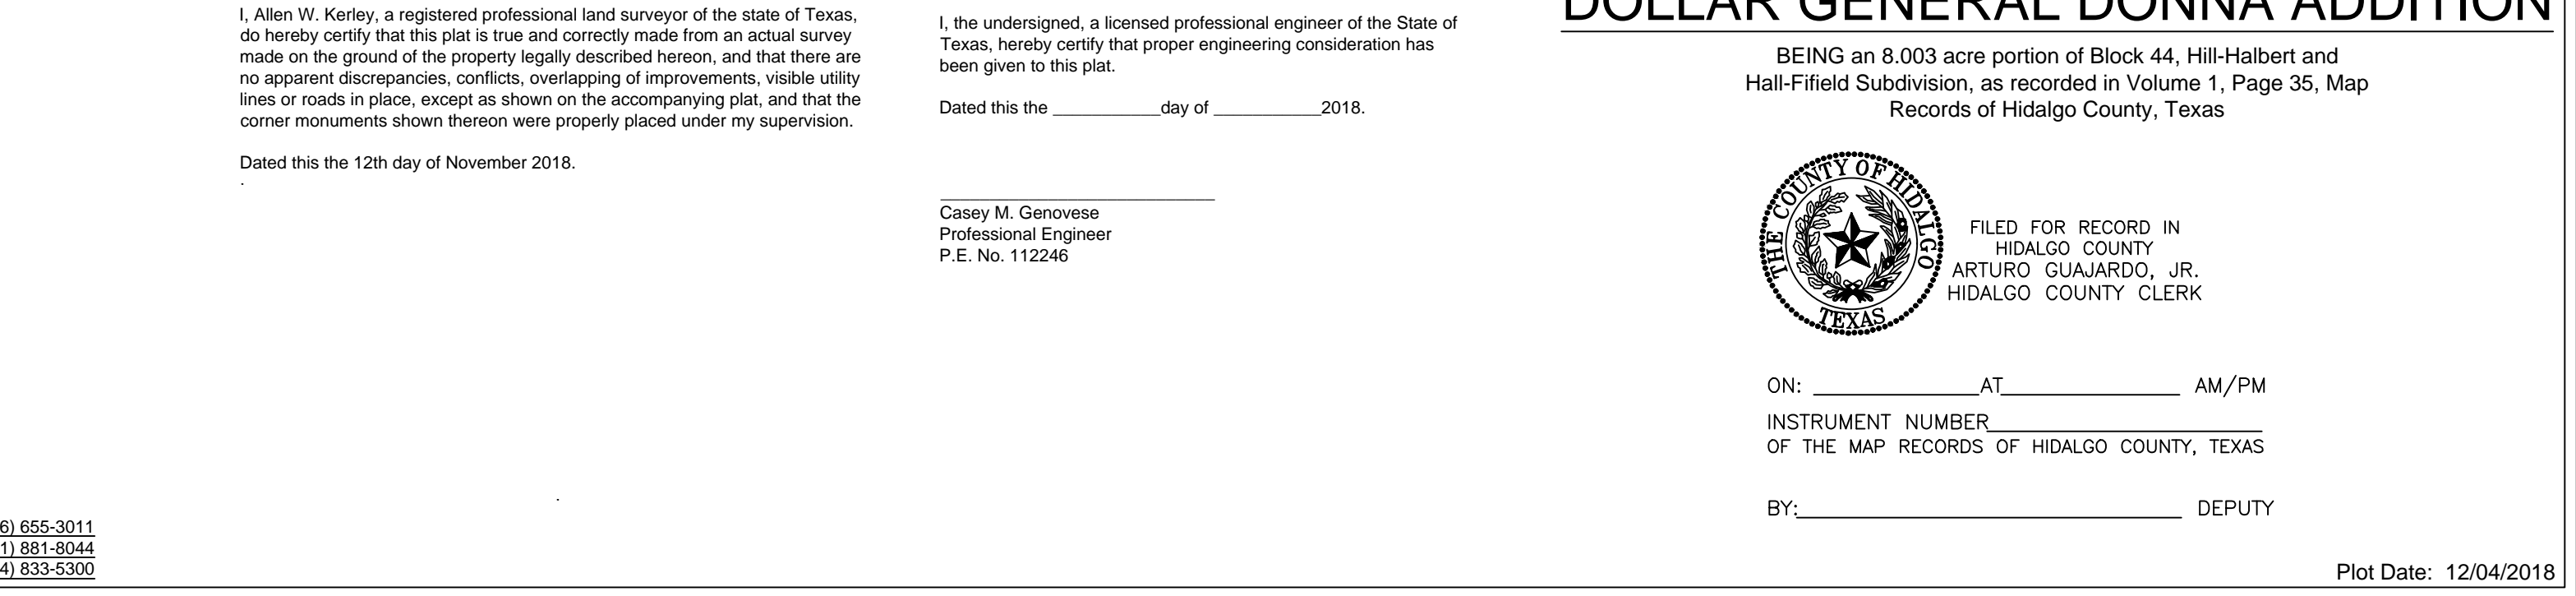 I, Allen W. Kerley, a registered professional land surveyor of the state of Texas,
do hereby certify that this plat is true and correctly made from an actual survey
made on the ground of the property legally described hereon, and that there are
no apparent discrepancies, conflicts, overlapping of improvements, visible utility
lines or roads in place, except as shown on the accompanying plat, and that the
corner monuments shown thereon were properly placed under my supervision.
Dated this the 12th day of November 2018.
6) 655-3011
1) 881-8044
4) 833-5300
I, the undersigned, a licensed professional engineer of the State of
Texas, hereby certify that proper engineering consideration has
been given to this plat.
Dated this the ___________day of ___________2018.
Casey M. Genovese
Professional Engineer
P.E. No. 112246
DOLLAR GENERAL DONNA ADDITION
BEING an 8.003 acre portion of Block 44, Hill-Halbert and
Hall-Fifield Subdivision, as recorded in Volume 1, Page 35, Map
Records of Hidalgo County, Texas
THE COUNTY OF HIDALGO
TEXAS
FILED FOR RECORD IN
HIDALGO COUNTY
ARTURO GUAJARDO, JR.
HIDALGO COUNTY CLERK
ON: _______________AT________________ AM/PM
INSTRUMENT NUMBER_________________________
OF THE MAP RECORDS OF HIDALGO COUNTY, TEXAS
BY:___________________________________ DEPUTY
Plot Date: 12/04/2018